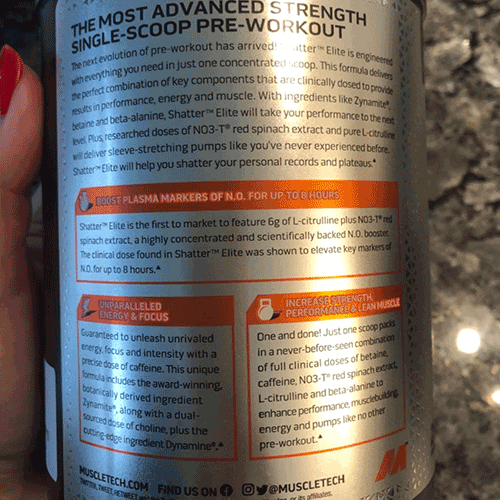 THE MOST ADVANCED STRENGTH
SINGLE-SCOOP PRE-WORKOUT
The next evolution of pre-workout has arrived! Shatter™ Elite is engineered
with everything you need in just one concentrated scoop. This formula delivers
the perfect combination of key components that are clinically dosed to provide
results in performance, energy and muscle. With ingredients like Zynamite®,
betaine and beta-alanine, Shatter™ Elite will take your performance to the next
level. Plus, researched doses of NO3-T® red spinach extract and pure L-citrulline
will deliver sleeve-stretching pumps like you've never experienced before.
Shatter™ Elite will help you shatter your personal records and plateaus.▲
BOOST PLASMA MARKERS OF N.O. FOR UP TO 8 HOURS
Shatter™ Elite is the first to market to feature 6g of L-citrulline plus NO3-T® red
spinach extract, a highly concentrated and scientifically backed N.O. booster.
The clinical dose found in Shatter™ Elite was shown to elevate key markers of
N.O. for up to 8 hours.▲
UNPARALLELED
ENERGY & FOCUS
Guaranteed to unleash unrivaled
energy, focus and intensity with a
precise dose of caffeine. This unique
formula includes the award-winning,
botanically derived ingredient
Zynamite®, along with a dual-
sourced dose of choline, plus the
cutting-edge ingredient Dynamine®.▲
INCREASE STRENGTH,
PERFORMANCE & LEAN MUSCLE
One and done! Just one scoop packs
in a never-before-seen combination
of full clinical doses of betaine,
caffeine, NO3-T® red spinach extract,
L-citrulline and beta-alanine to
enhance performance, musclebuilding,
energy and pumps like no other
pre-workout.▲
MUSCLETECH.COM FIND US ON @MUSCLETECH
TWITTER, TWEET, RETWEET or its affiliates.